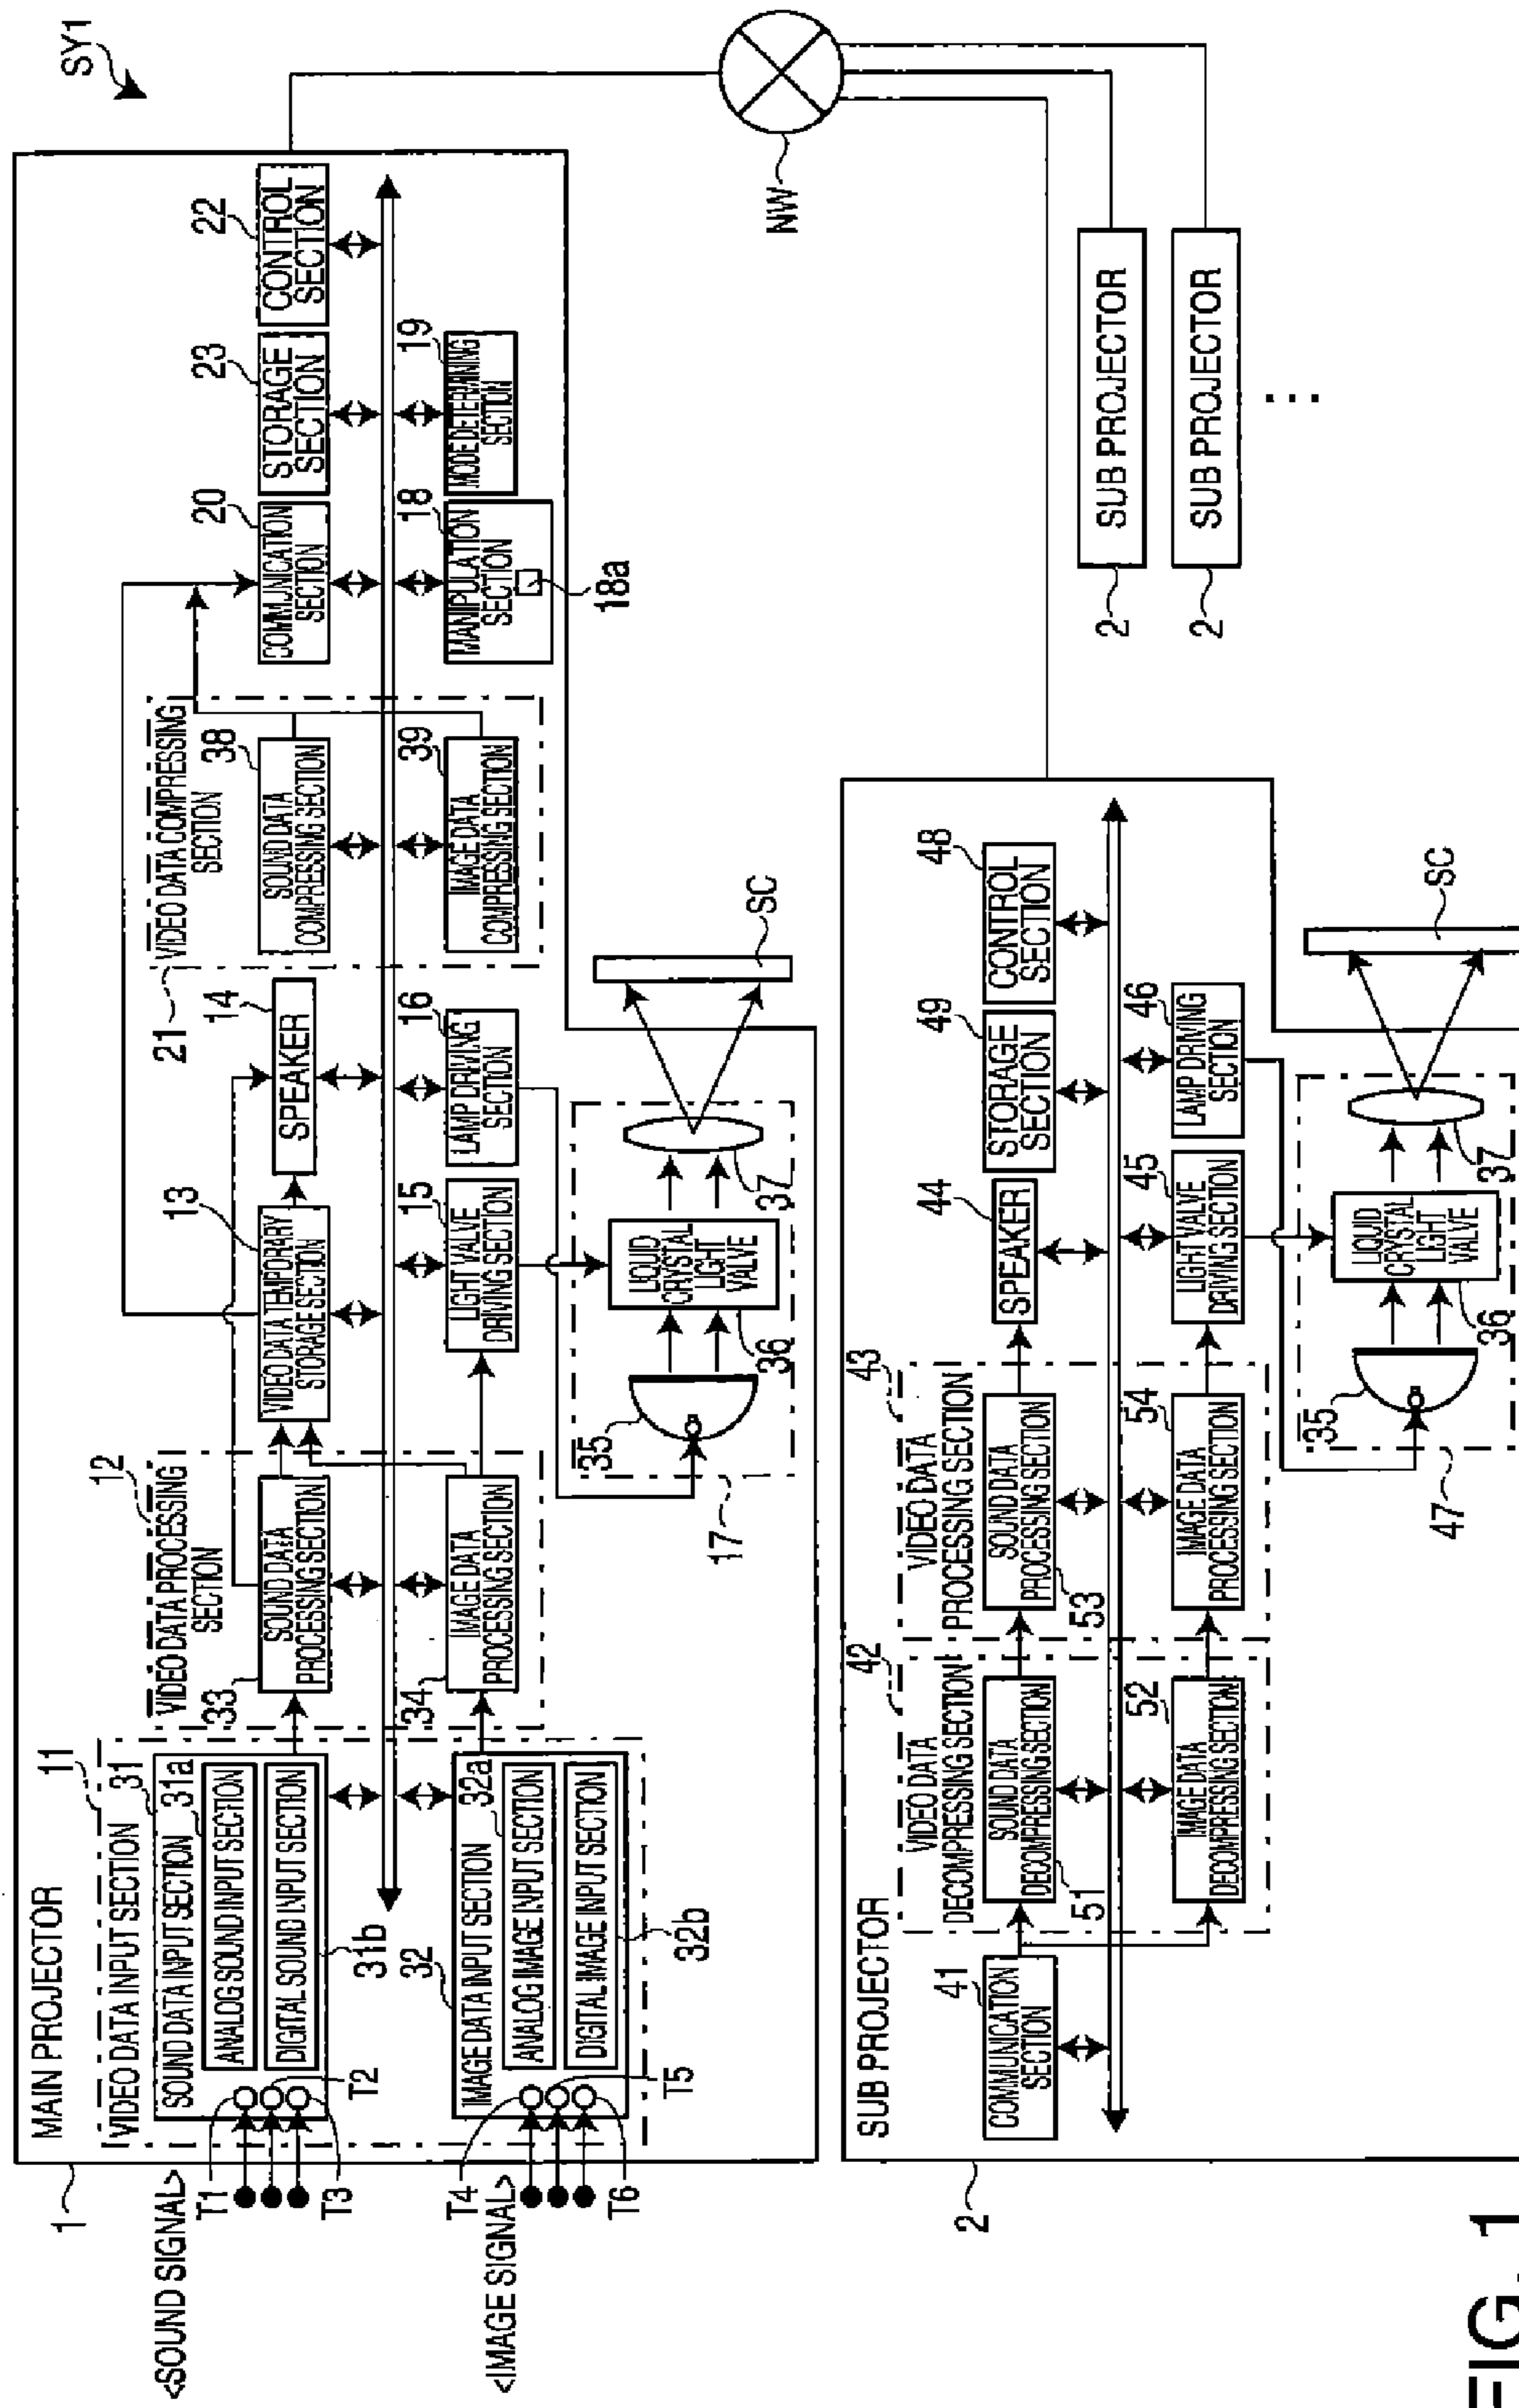 SY1
MAIN PROJECTOR
1
11
VIDEO DATA INPUT SECTION
31
SOUND DATA INPUT SECTION
31a
ANALOG SOUND INPUT SECTION
DIGITAL SOUND INPUT SECTION
31b
<SOUND SIGNAL>
T1
T2
T3
32
IMAGE DATA INPUT SECTION
32a
ANALOG IMAGE INPUT SECTION
DIGITAL IMAGE INPUT SECTION
32b
<IMAGE SIGNAL>
T4
T5
T6
12
VIDEO DATA PROCESSING
SECTION
33
SOUND DATA
PROCESSING SECTION
34
IMAGE DATA
PROCESSING SECTION
13
VIDEO DATA TEMPORARY
STORAGE SECTION
14
SPEAKER
15
LIGHT VALVE
DRIVING SECTION
16
LAMP DRIVING
SECTION
17
35
LIQUID
CRYSTAL
LIGHT
VALVE
36
37
SC
21
VIDEO DATA COMPRESSING
SECTION
38
SOUND DATA
COMPRESSING SECTION
39
IMAGE DATA
COMPRESSING SECTION
20
COMMUNICATION
SECTION
23
STORAGE
SECTION
22
CONTROL
SECTION
18
MANIPULATION
SECTION
18a
19
MODE DETERMINING
SECTION
NW
SUB PROJECTOR
2
SUB PROJECTOR
2
...
SUB PROJECTOR
2
41
COMMUNICATION
SECTION
42
VIDEO DATA
DECOMPRESSING SECTION
SOUND DATA
DECOMPRESSING SECTION
51
52
IMAGE DATA
DECOMPRESSING SECTION
43
VIDEO DATA
PROCESSING SECTION
SOUND DATA
PROCESSING SECTION
53
54
IMAGE DATA
PROCESSING SECTION
44
SPEAKER
49
STORAGE
SECTION
48
CONTROL
SECTION
45
LIGHT VALVE
DRIVING SECTION
46
LAMP DRIVING
SECTION
47
35
LIQUID
CRYSTAL
LIGHT
VALVE
36
37
SC
FIG. 1